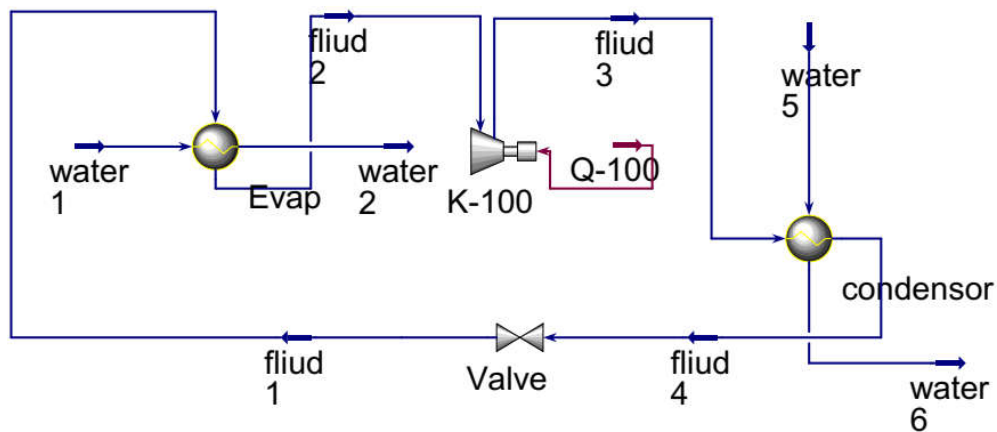 fliud
2
fliud
3
water
5
water
1
Evap
water
2
K-100
Q-100
condensor
fliud
1
Valve
fliud
4
water
6